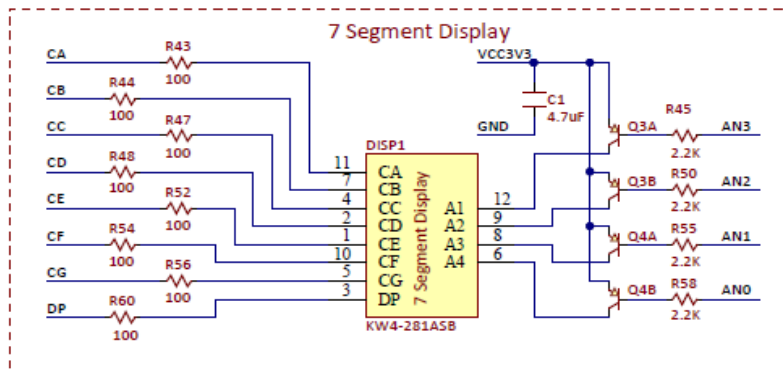 7 Segment Display
CA
R43
100
CB
R44
100
CC
R47
100
CD
R48
100
CE
R52
100
CF
R54
100
CG
R56
100
DP
R60
100
VCC3V3
C1
4.7uF
GND
DISP1
11 CA
7 CB
4 CC
2 CD
1 CE
10 CF
5 CG
3 DP
7 Segment Display
A1 12
A2 9
A3 8
A4 6
KW4-281ASB
Q3A
R45
2.2K
AN3
Q3B
R50
2.2K
AN2
Q4A
R55
2.2K
AN1
Q4B
R58
2.2K
AN0